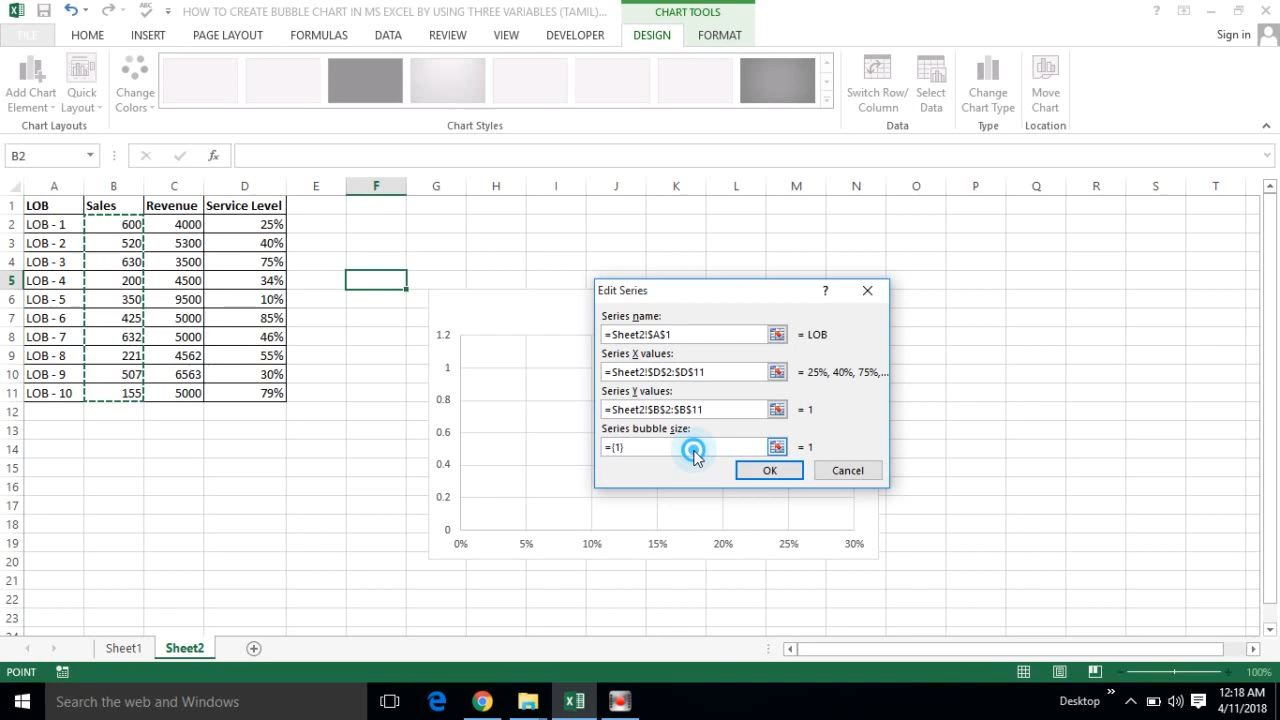 HOW TO CREATE BUBBLE CHART IN MS EXCEL BY USING THREE VARIABLES (TAMIL)... CHART TOOLS ?
FILE HOME INSERT PAGE LAYOUT FORMULAS DATA REVIEW VIEW DEVELOPER DESIGN FORMAT Sign in
Add Chart Element Quick Layout Change Colors Switch Row/ Column Select Data Change Chart Type Move Chart
Chart Layouts Chart Styles Data Type Location
B2 fx
A B C D E F G H I J K L M N O P Q R S T
1 LOB Sales Revenue Service Level
2 LOB - 1 600 4000 25%
3 LOB - 2 520 5300 40%
4 LOB - 3 630 3500 75%
5 LOB - 4 200 4500 34%
6 LOB - 5 350 9500 10%
7 LOB - 6 425 5000 85%
8 LOB - 7 632 5000 46%
9 LOB - 8 221 4562 55%
10 LOB - 9 507 6563 30%
11 LOB - 10 155 5000 79%
12
13
14
15
16
17
18
19
20
21
22
23
24
1.2
1
0.8
0.6
0.4
0.2
0
0% 5% 10% 15% 20% 25% 30%
Edit Series ?
Series name:
=Sheet2!$A$1 = LOB
Series X values:
=Sheet2!$D$2:$D$11 = 25%, 40%, 75%,...
Series Y values:
=Sheet2!$B$2:$B$11 = 1
Series bubble size:
={1} = 1
OK Cancel
Sheet1 Sheet2
POINT 100%
Search the web and Windows Desktop 12:18 AM
4/11/2018